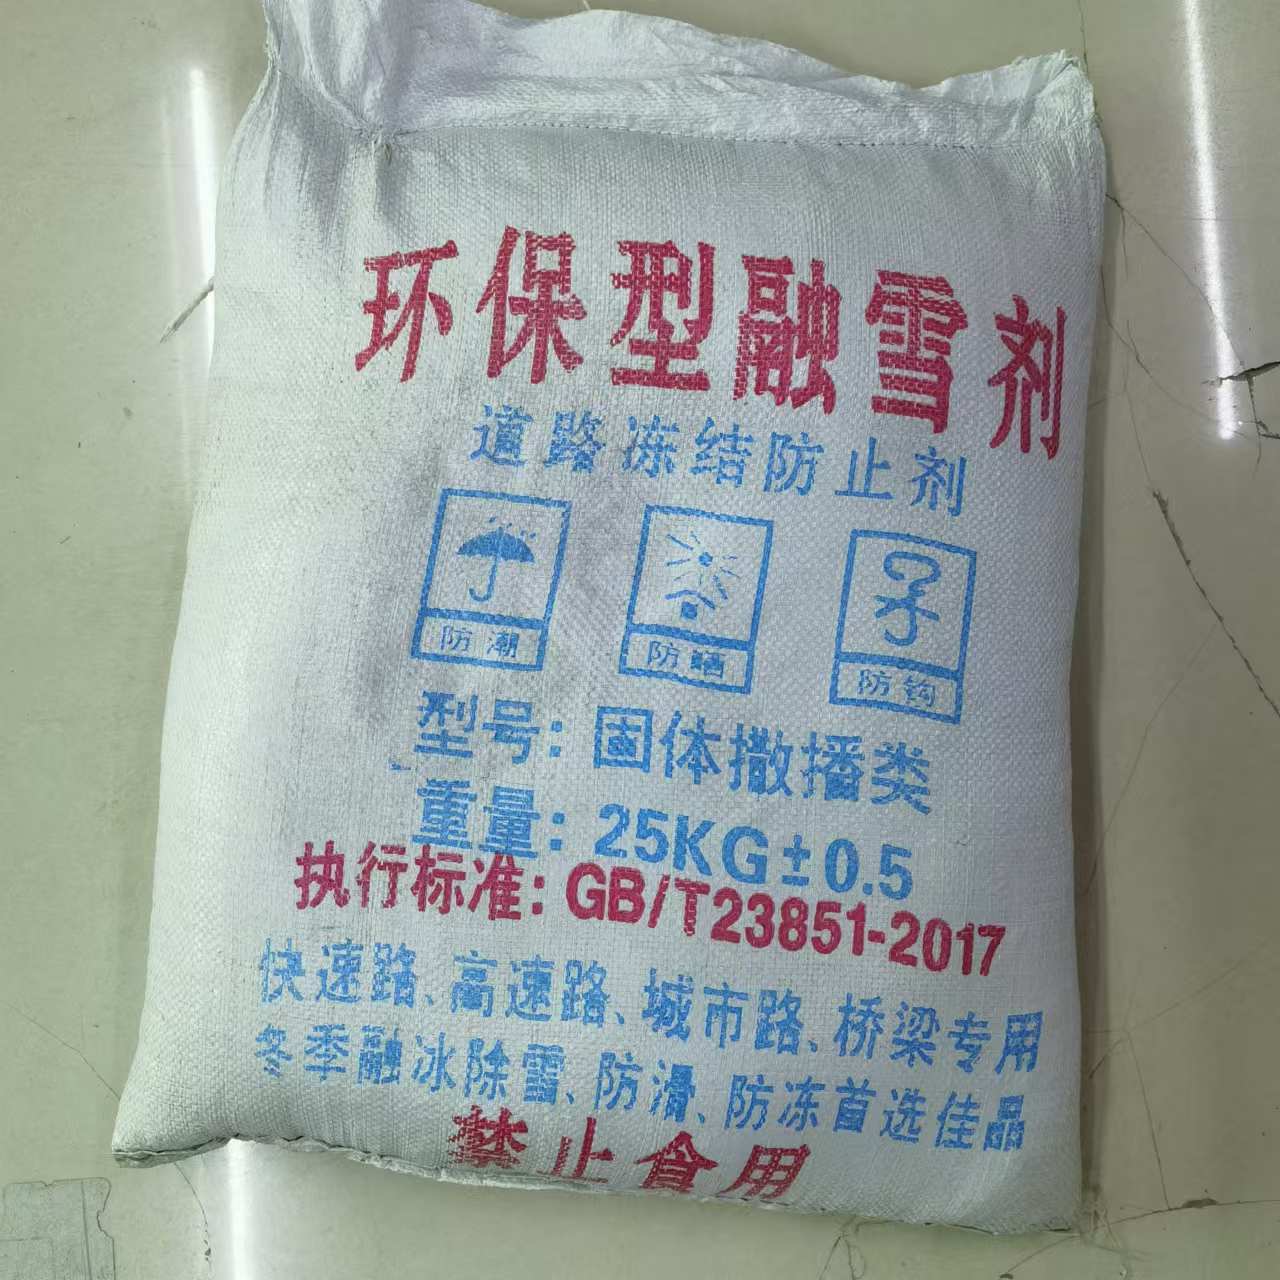 环保型融雪剂
道路冻结防止剂
防潮 防晒 防钩
型号：固体撒播类
重量：25KG±0.5
执行标准：GB/T23851-2017
快速路、高速路、城市路、桥梁专用
冬季融冰除雪、防滑、防冻首选佳品
禁止食用